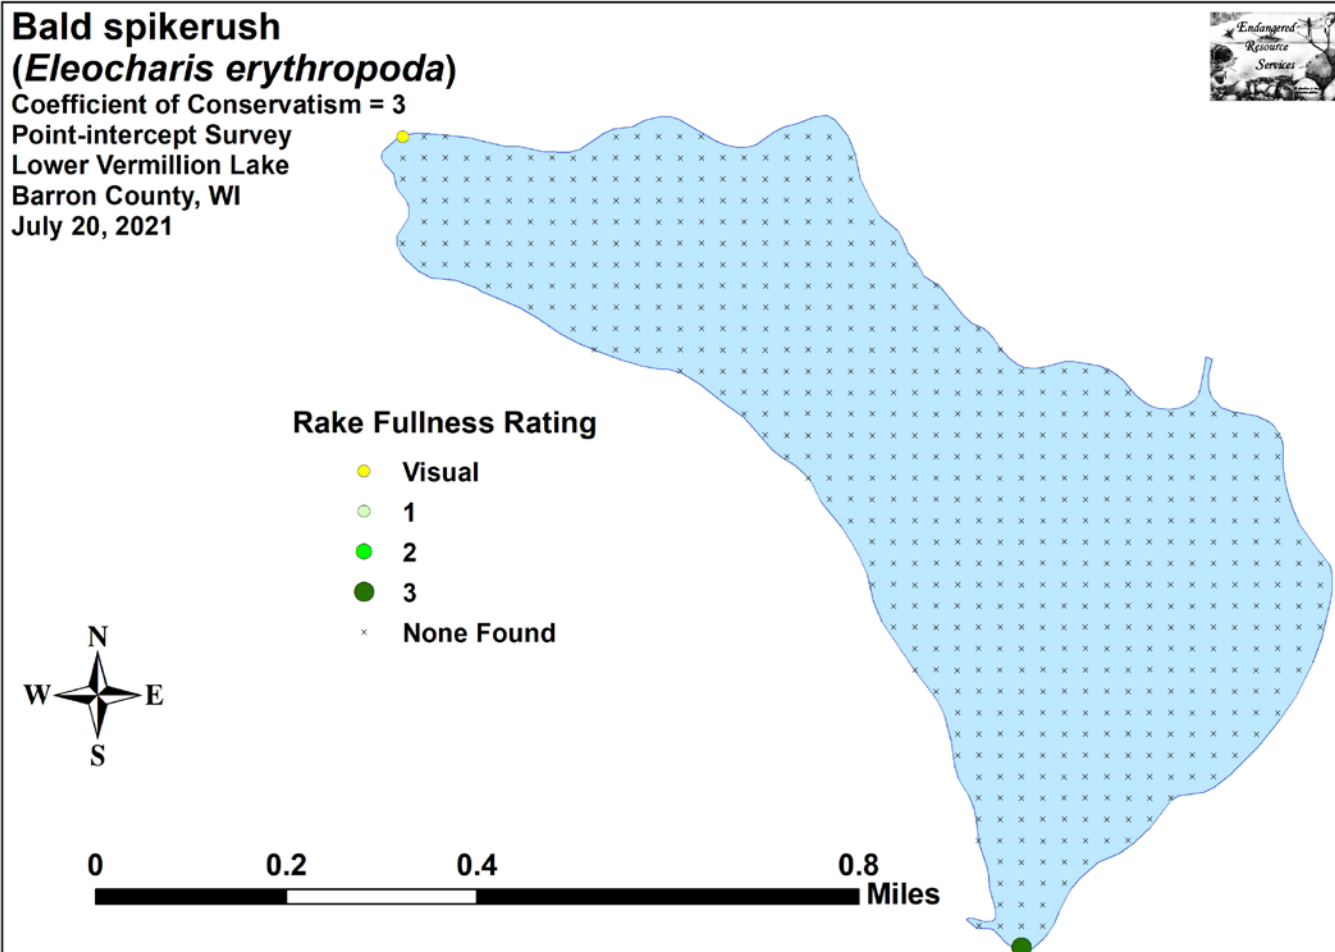 Bald spikerush
(Eleocharis erythropoda)
Coefficient of Conservatism = 3
Point-intercept Survey
Lower Vermillion Lake
Barron County, WI
July 20, 2021
Endangered
Resource
Services
Rake Fullness Rating
Visual
1
2
3
None Found
N
W E
S
0 0.2 0.4 0.8
Miles